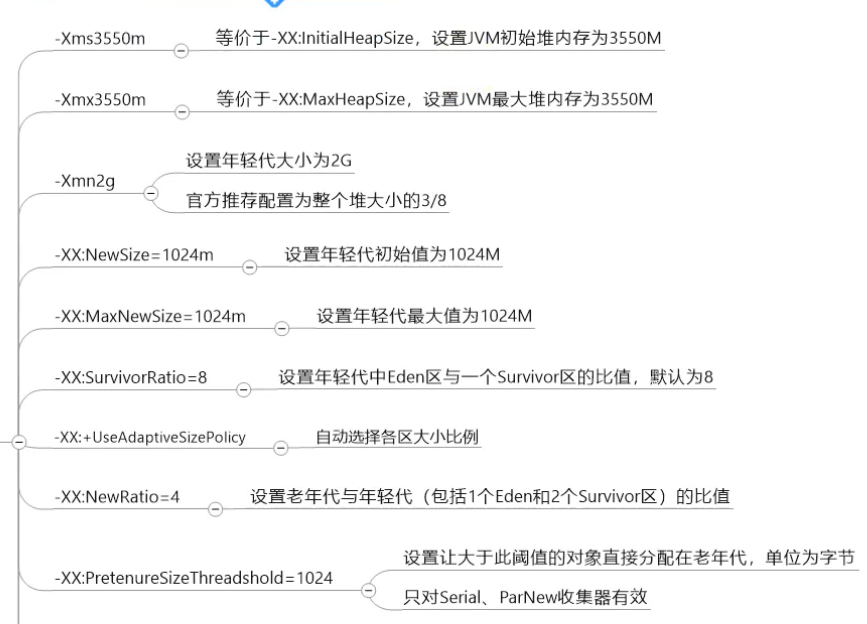 -Xms3550m
等价于-XX:InitialHeapSize，设置JVM初始堆内存为3550M
-Xmx3550m
等价于-XX:MaxHeapSize，设置JVM最大堆内存为3550M
-Xmn2g
设置年轻代大小为2G
官方推荐配置为整个堆大小的3/8
-XX:NewSize=1024m
设置年轻代初始值为1024M
-XX:MaxNewSize=1024m
设置年轻代最大值为1024M
-XX:SurvivorRatio=8
设置年轻代中Eden区与一个Survivor区的比值，默认为8
-XX:+UseAdaptiveSizePolicy
自动选择各区大小比例
-XX:NewRatio=4
设置老年代与年轻代（包括1个Eden和2个Survivor区）的比值
-XX:PretenureSizeThreadshold=1024
设置让大于此阈值的对象直接分配在老年代，单位为字节
只对Serial、ParNew收集器有效